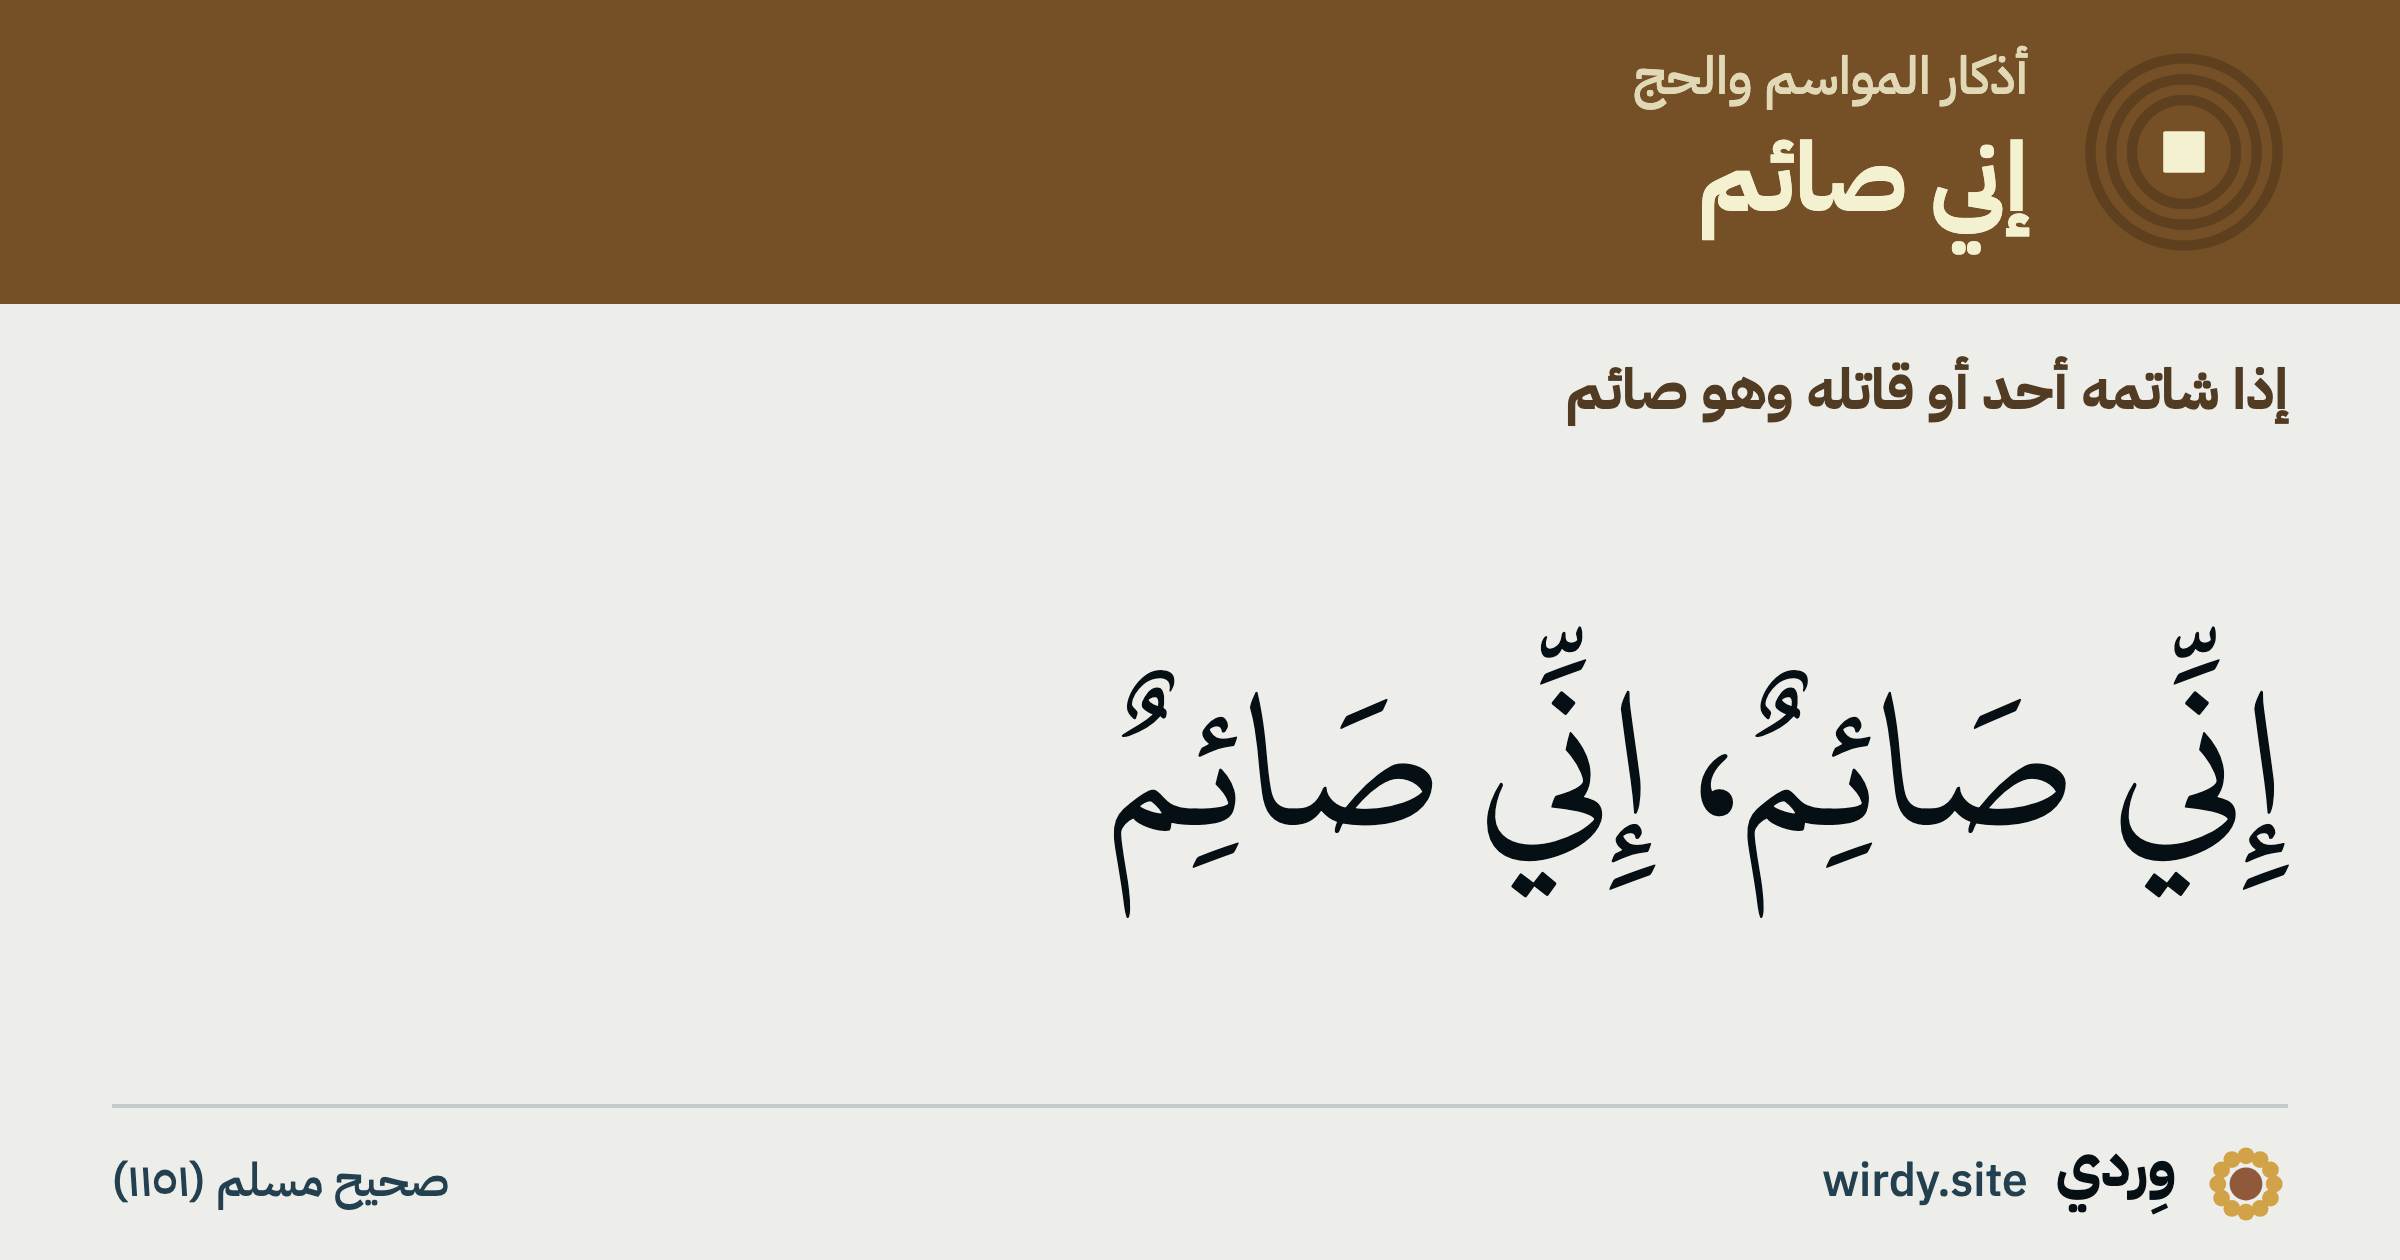 أذكار المواسم والحج
إني صائم
إذا شاتمه أحد أو قاتله وهو صائم
إِنِّي صَائِمٌ، إِنِّي صَائِمٌ
وِردي wirdy.site
صحيح مسلم (١١٥١)